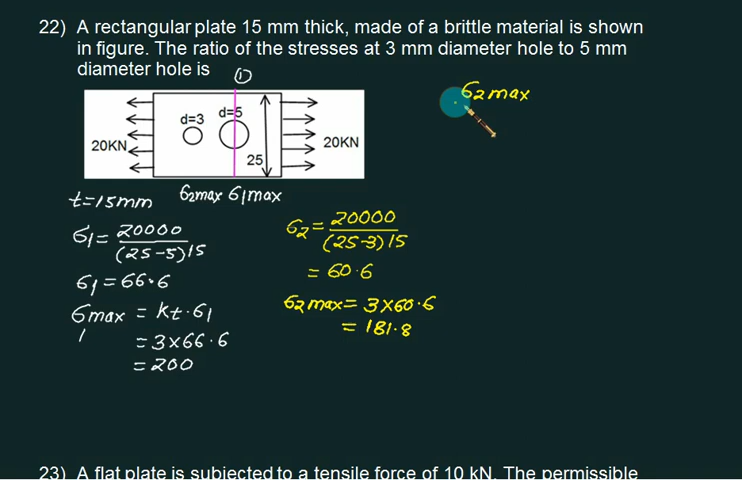 22) A rectangular plate 15 mm thick, made of a brittle material is shown
in figure. The ratio of the stresses at 3 mm diameter hole to 5 mm
diameter hole is
①
d=3
d=5
20KN
20KN
25
t=15mm
σ2max σ1max
σ1= 20000
(25-5)15
σ1=66.6
σmax = Kt.σ1
1
=3×66.6
=200
σ2= 20000
(25-3)15
=60.6
σ2max=3×60.6
=181.8
σ2max
23) A flat plate is subjected to a tensile force of 10 kN. The permissible